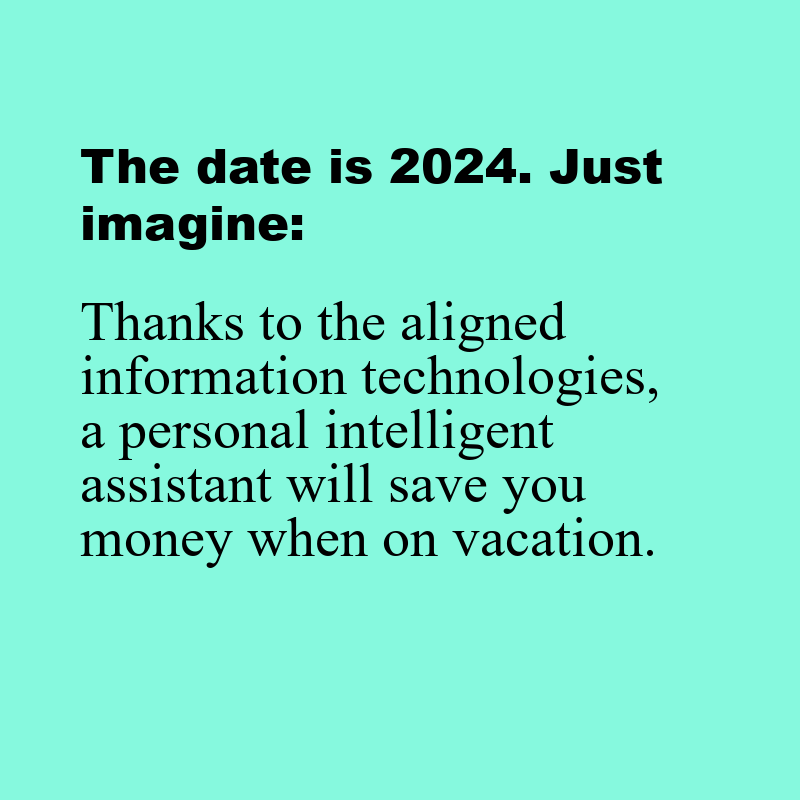 The date is 2024. Just
imagine:
Thanks to the aligned
information technologies,
a personal intelligent
assistant will save you
money when on vacation.